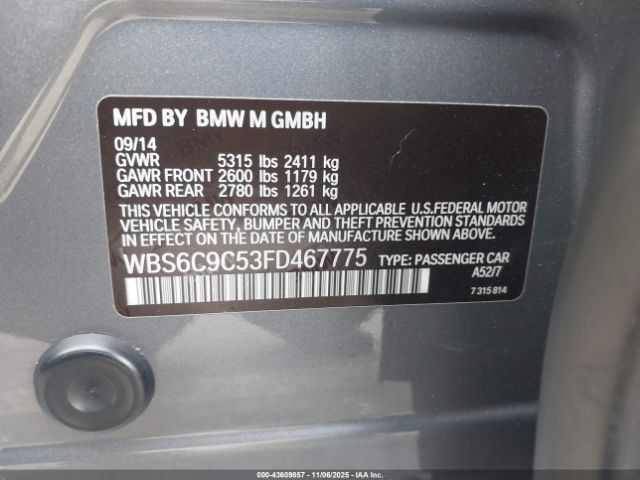 MFD BY BMW M GMBH
09/14
GVWR 5315 lbs 2411 kg
GAWR FRONT 2600 lbs 1179 kg
GAWR REAR 2780 lbs 1261 kg
THIS VEHICLE CONFORMS TO ALL APPLICABLE U.S.FEDERAL MOTOR
VEHICLE SAFETY, BUMPER AND THEFT PREVENTION STANDARDS
IN EFFECT ON THE DATE OF MANUFACTURE SHOWN ABOVE.
WBS6C9C53FD467775 TYPE: PASSENGER CAR
A52/7
7 315 814
000-43609857 - 11/06/2025 - IAAI.COM